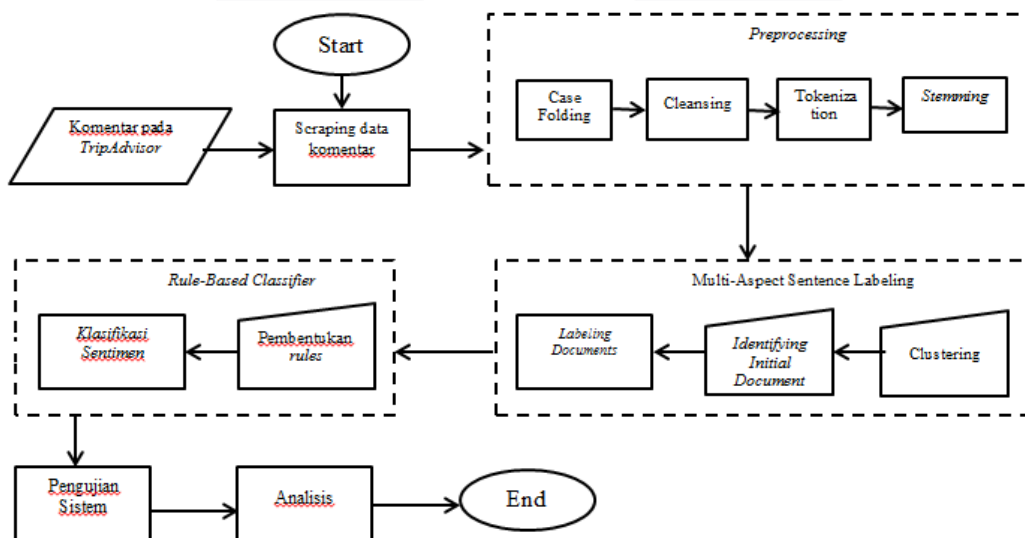 Start
Komentar pada
TripAdvisor
Scraping data
komentar
Preprocessing
Case
Folding
Cleansing
Tokeniza
tion
Stemming
Multi-Aspect Sentence Labeling
Clustering
Identifying
Initial
Document
Labeling
Documents
Rule-Based Classifier
Pembentukan
rules
Klasifikasi
Sentimen
Pengujian
Sistem
Analisis
End